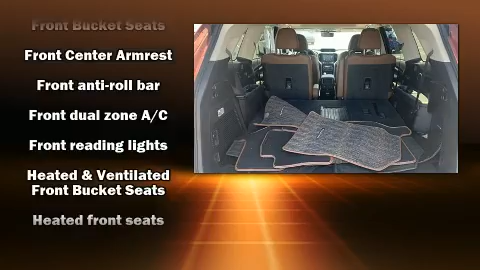 Front Bucket Seats
Front Center Armrest
Front anti-roll bar
Front dual zone A/C
Front reading lights
Heated & Ventilated
Front Bucket Seats
Heated front seats